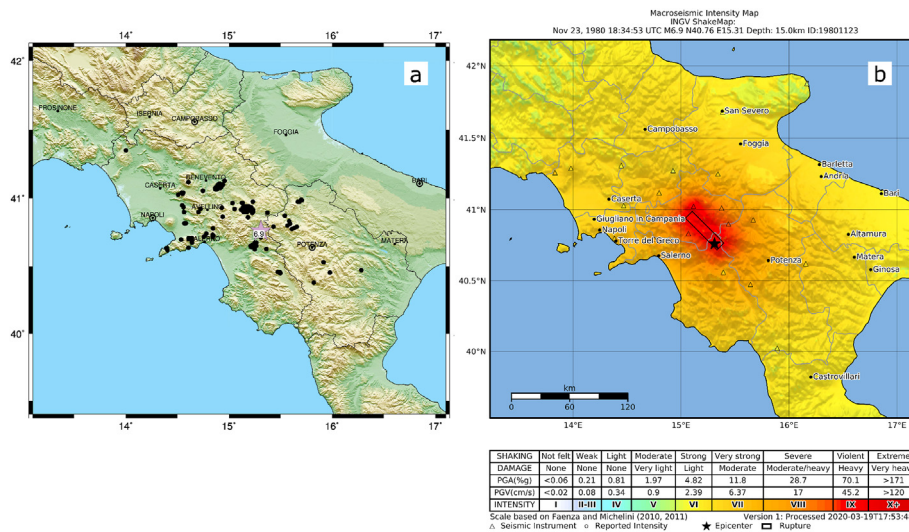 a
42°
41°
40°
14°
15°
16°
17°
FROSINONE
ISERNIA
CAMPOBASSO
FOGGIA
BENEVENTO
CASERTA
BARI
AVELLINO
NAPOLI
6.9
SALERNO
POTENZA
MATERA
Macroseismic Intensity Map
INGV ShakeMap:
Nov 23, 1980 18:34:53 UTC M6.9 N40.76 E15.31 Depth: 15.0km ID:19801123
b
42°N
41.5°N
41°N
40.5°N
40°N
14°E
15°E
16°E
17°E
San Severo
Campobasso
Foggia
Barletta
Andria
Caserta
Bari
Giugliano in Campania
Napoli
Torre del Greco
Altamura
Salerno
Potenza
Matera
Ginosa
Castrovillari
km
0 60 120
SHAKING Not felt Weak Light Moderate Strong Very strong Severe Violent Extreme
DAMAGE None None None Very light Light Moderate Moderate/heavy Heavy Very heav
PGA(%g) <0.06 0.21 0.81 1.97 4.82 11.8 28.7 70.1 >171
PGV(cm/s) <0.02 0.08 0.34 0.9 2.39 6.37 17 45.2 >120
INTENSITY I II-III IV V VI VII VIII IX X+
Scale based on Faenza and Michelini (2010, 2011) Version 1: Processed 2020-03-19T17:53:4
△ Seismic Instrument ○ Reported Intensity ★ Epicenter □ Rupture